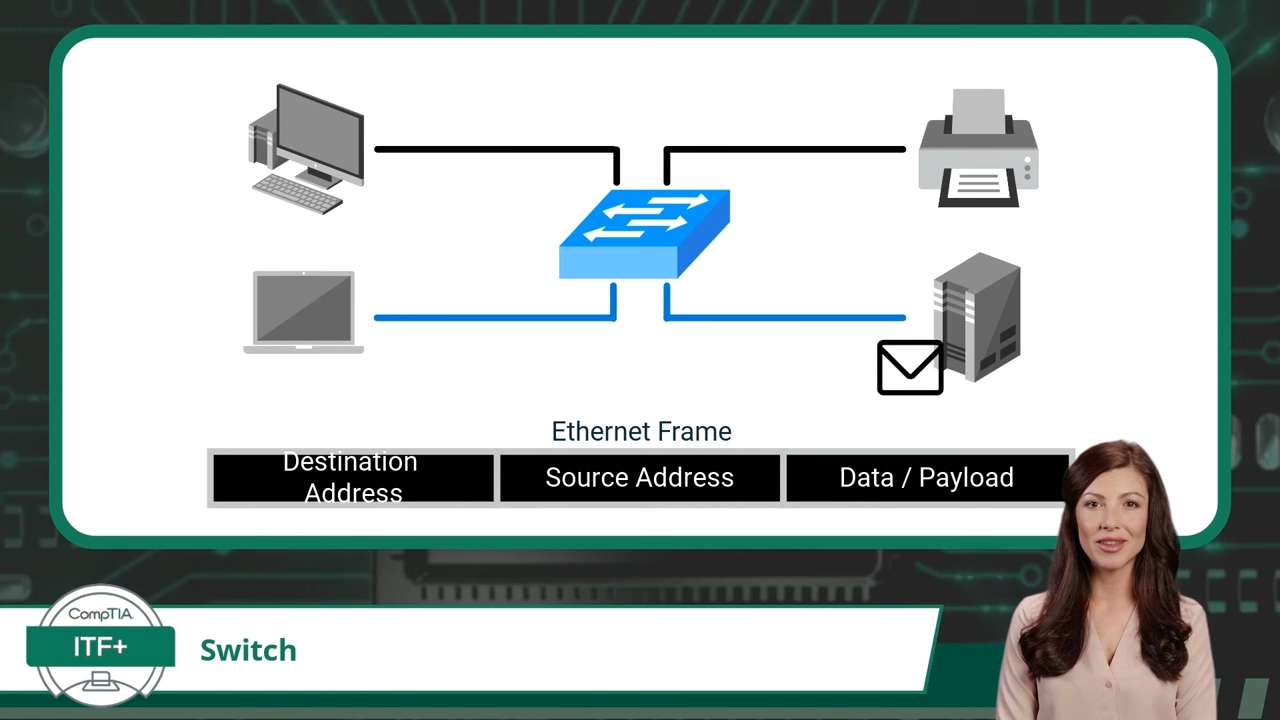 Ethernet Frame
Destination
Address
Source Address
Data / Payload
CompTIA.
ITF+
Switch